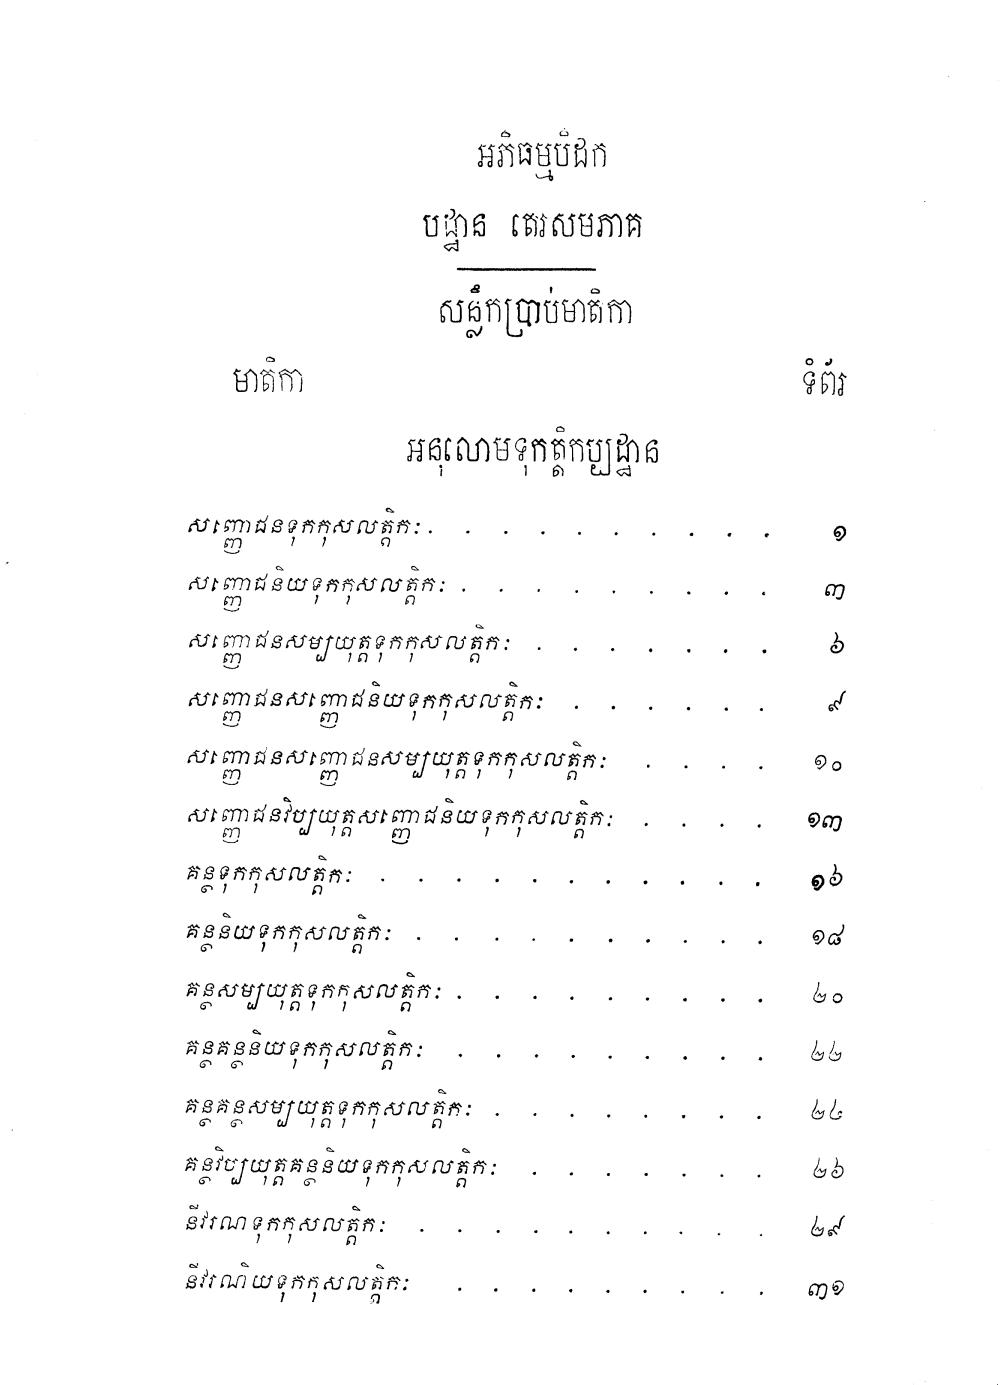 អភិធម្មបិដក
បដ្ឋាន តេរសមភាគ
សន្លឹកប្រាប់មាតិកា
មាតិកា ទំព័រ
អនុលោមទុកត្តិកប្បដ្ឋាន
សញ្ញោជនទុកកុសលត្តិកៈ. . . . . . . . . . ១
សញ្ញោជនិយទុកកុសលត្តិកៈ . . . . . . . . . ៣
សញ្ញោជនសម្បយុត្តទុកកុសលត្តិកៈ . . . . . . . ៦
សញ្ញោជនសញ្ញោជនិយទុកកុសលត្តិកៈ . . . . . . ៩
សញ្ញោជនសញ្ញោជនសម្បយុត្តទុកកុសលត្តិកៈ . . . . ១០
សញ្ញោជនវិប្បយុត្តសញ្ញោជនិយទុកកុសលត្តិកៈ . . . . ១៣
គន្ថទុកកុសលត្តិកៈ . . . . . . . . . . . ១៦
គន្ថនិយទុកកុសលត្តិកៈ . . . . . . . . . . ១៨
គន្ថសម្បយុត្តទុកកុសលត្តិកៈ . . . . . . . . . ២០
គន្ថគន្ថនិយទុកកុសលត្តិកៈ . . . . . . . . . ២២
គន្ថគន្ថសម្បយុត្តទុកកុសលត្តិកៈ . . . . . . . . ២៤
គន្ថវិប្បយុត្តគន្ថនិយទុកកុសលត្តិកៈ . . . . . . . ២៦
នីវរណទុកកុសលត្តិកៈ . . . . . . . . . . ២៩
នីវរណិយទុកកុសលត្តិកៈ . . . . . . . . . ៣១